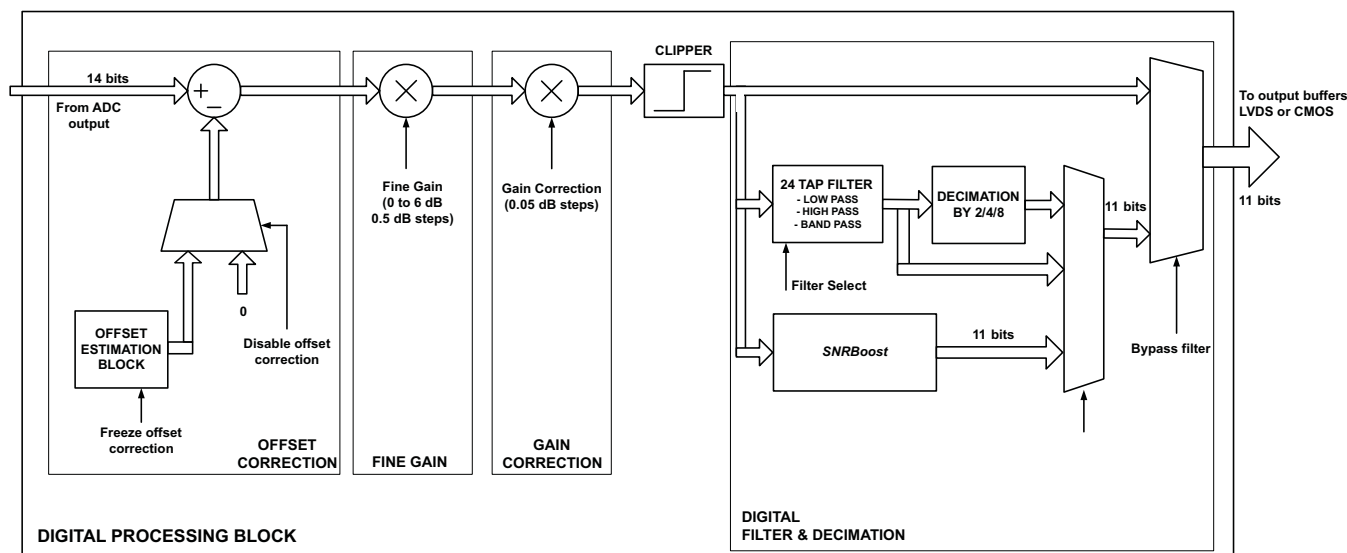 CLIPPER
14 bits
From ADC
output
+
−
Fine Gain
(0 to 6 dB
0.5 dB steps)
Gain Correction
(0.05 dB steps)
24 TAP FILTER
- LOW PASS
- HIGH PASS
- BAND PASS
DECIMATION
BY 2/4/8
11 bits
To output buffers
LVDS or CMOS
11 bits
Filter Select
0
OFFSET
ESTIMATION
BLOCK
Disable offset
correction
SNRBoost
11 bits
Bypass filter
Freeze offset
correction
OFFSET
CORRECTION
FINE GAIN
GAIN
CORRECTION
DIGITAL PROCESSING BLOCK
DIGITAL
FILTER & DECIMATION